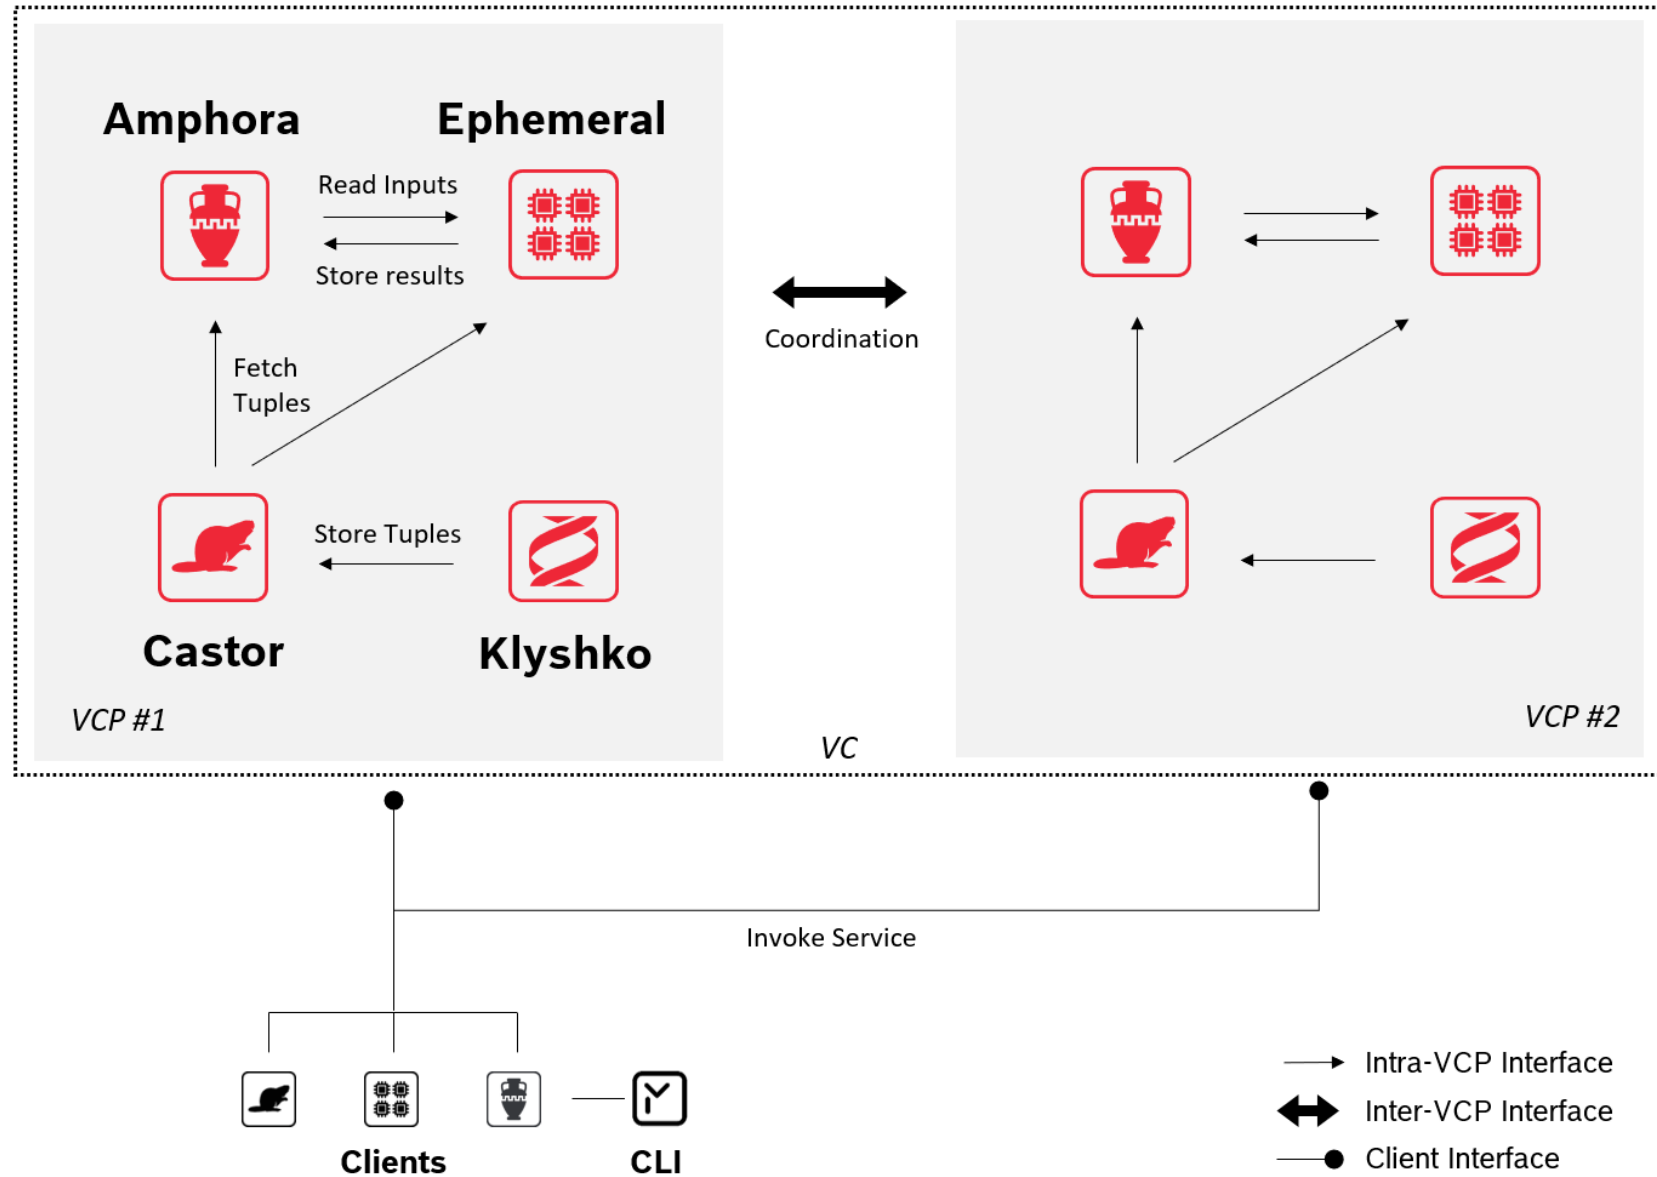 Amphora
Ephemeral
Read Inputs
Store results
Fetch
Tuples
Coordination
Store Tuples
Castor
Klyshko
VCP #1
VC
VCP #2
Invoke Service
Clients
CLI
Intra-VCP Interface
Inter-VCP Interface
Client Interface